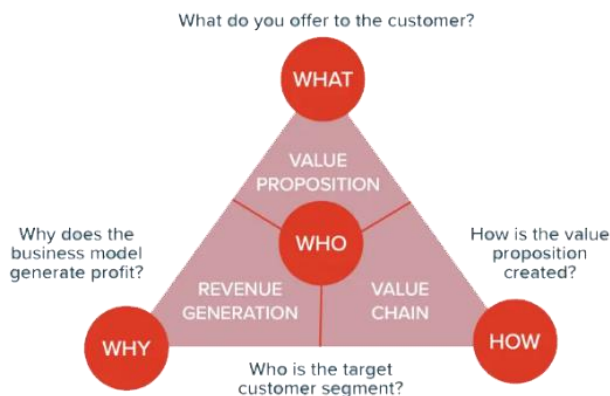 What do you offer to the customer?
WHAT
VALUE
PROPOSITION
Why does the
business model
generate profit?
WHO
How is the value
proposition
created?
REVENUE
GENERATION
VALUE
CHAIN
WHY
HOW
Who is the target
customer segment?